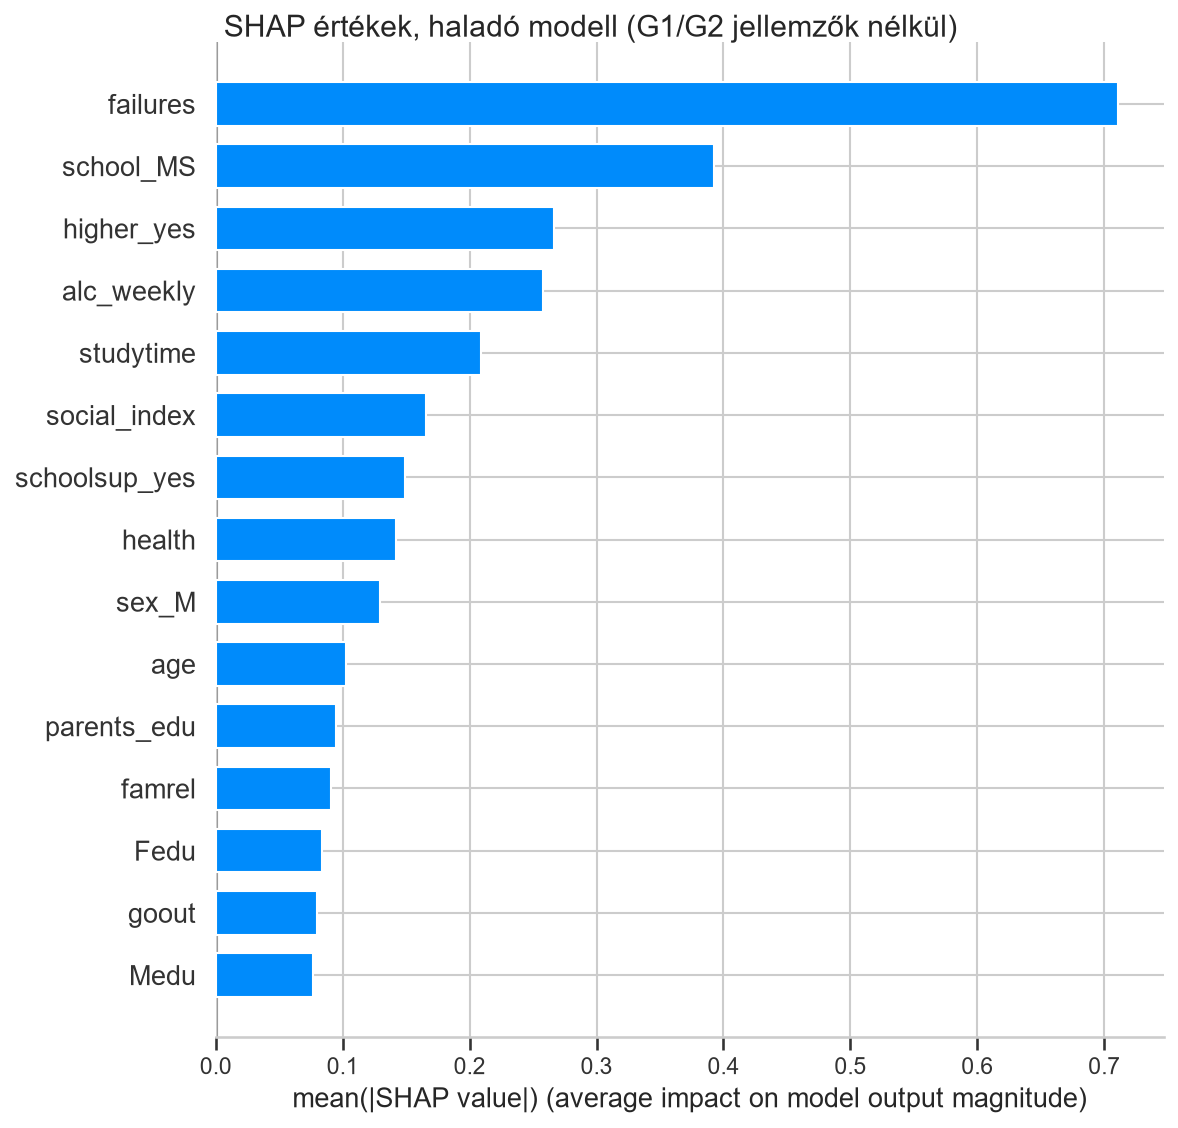 SHAP értékek, haladó modell (G1/G2 jellemzők nélkül)
failures
school_MS
higher_yes
alc_weekly
studytime
social_index
schoolsup_yes
health
sex_M
age
parents_edu
famrel
Fedu
goout
Medu
0.0 0.1 0.2 0.3 0.4 0.5 0.6 0.7
mean(|SHAP value|) (average impact on model output magnitude)